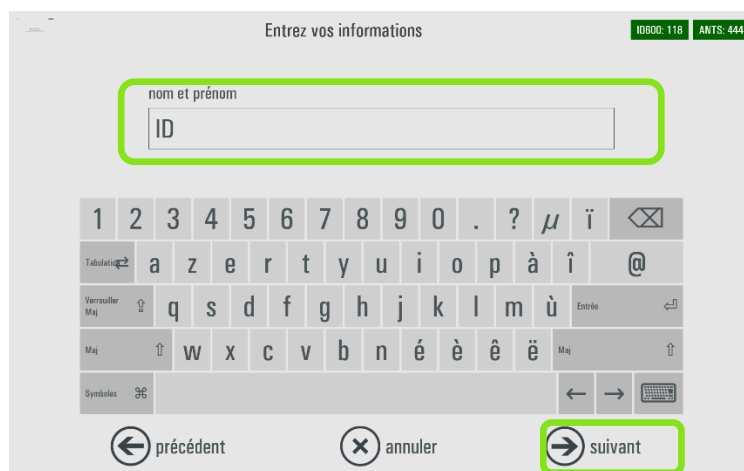 Entrez vos informations
ID800: 118 ANTS: 444
nom et prénom
ID
1 2 3 4 5 6 7 8 9 0 . ? µ ï
Tabulation a z e r t y u i o p à î @
Verrouiller Maj q s d f g h j k l m ù Entrée
Maj w x c v b n é è ê ë Maj
Symboles
précédent annuler suivant